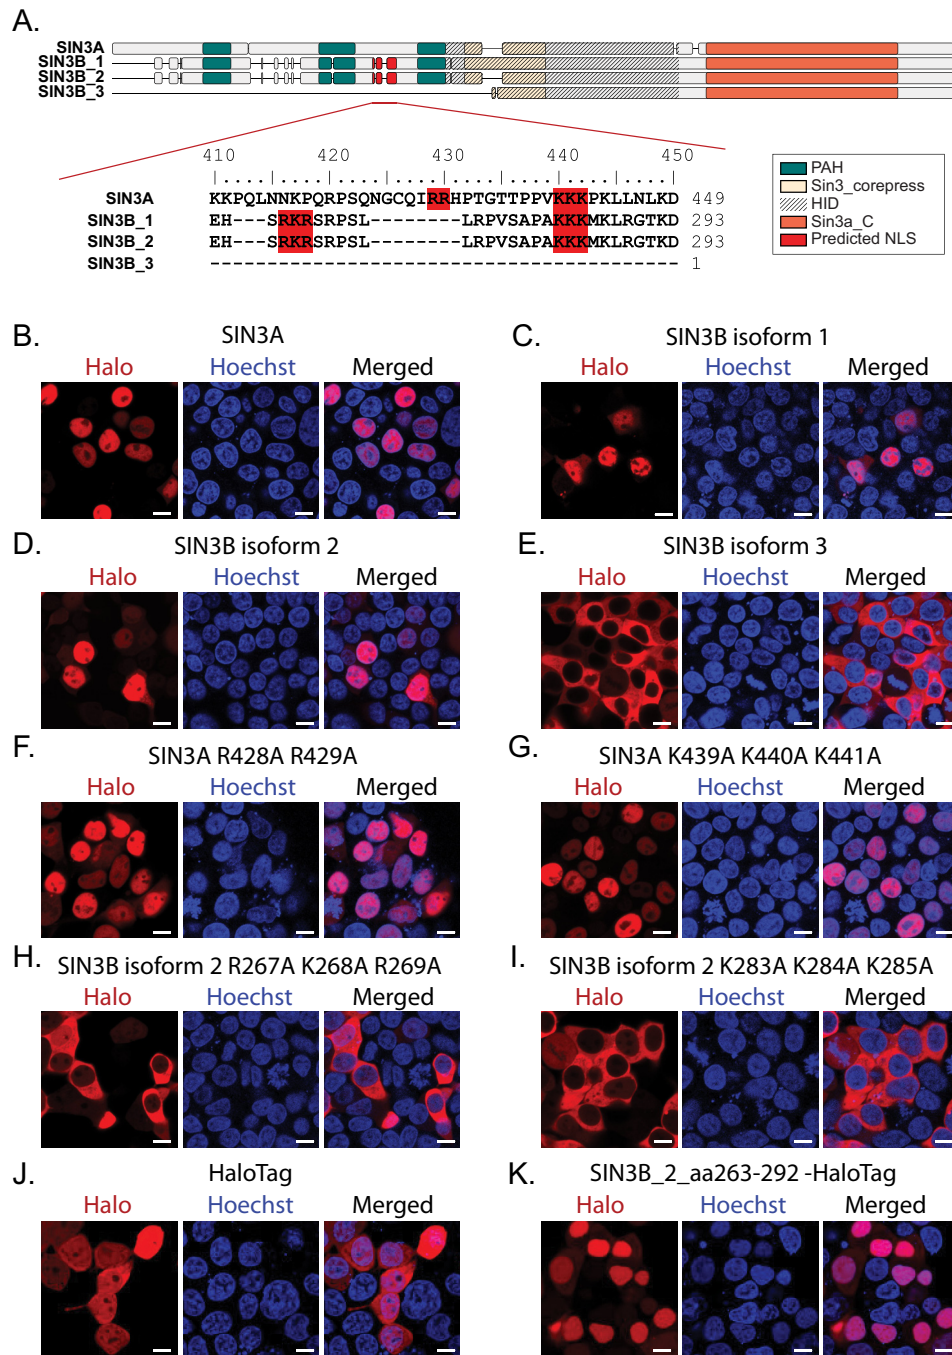 A.
SIN3A
SIN3B_1
SIN3B_2
SIN3B_3
410 420 430 440 450
SIN3A KKPQLNNKPQRPSQNGCQIRRHPTGTTPPVKKKPKLLNLKD 449
SIN3B_1 EH---SRKRSRPSL--------LRPVSAPAKKKMKLRGTKD 293
SIN3B_2 EH---SRKRSRPSL--------LRPVSAPAKKKMKLRGTKD 293
SIN3B_3 ----------------------------------------- 1
PAH
Sin3_corepress
HID
Sin3a_C
Predicted NLS
B. SIN3A
Halo Hoechst Merged
C. SIN3B isoform 1
Halo Hoechst Merged
D. SIN3B isoform 2
Halo Hoechst Merged
E. SIN3B isoform 3
Halo Hoechst Merged
F. SIN3A R428A R429A
Halo Hoechst Merged
G. SIN3A K439A K440A K441A
Halo Hoechst Merged
H. SIN3B isoform 2 R267A K268A R269A
Halo Hoechst Merged
I. SIN3B isoform 2 K283A K284A K285A
Halo Hoechst Merged
J. HaloTag
Halo Hoechst Merged
K. SIN3B_2_aa263-292 -HaloTag
Halo Hoechst Merged